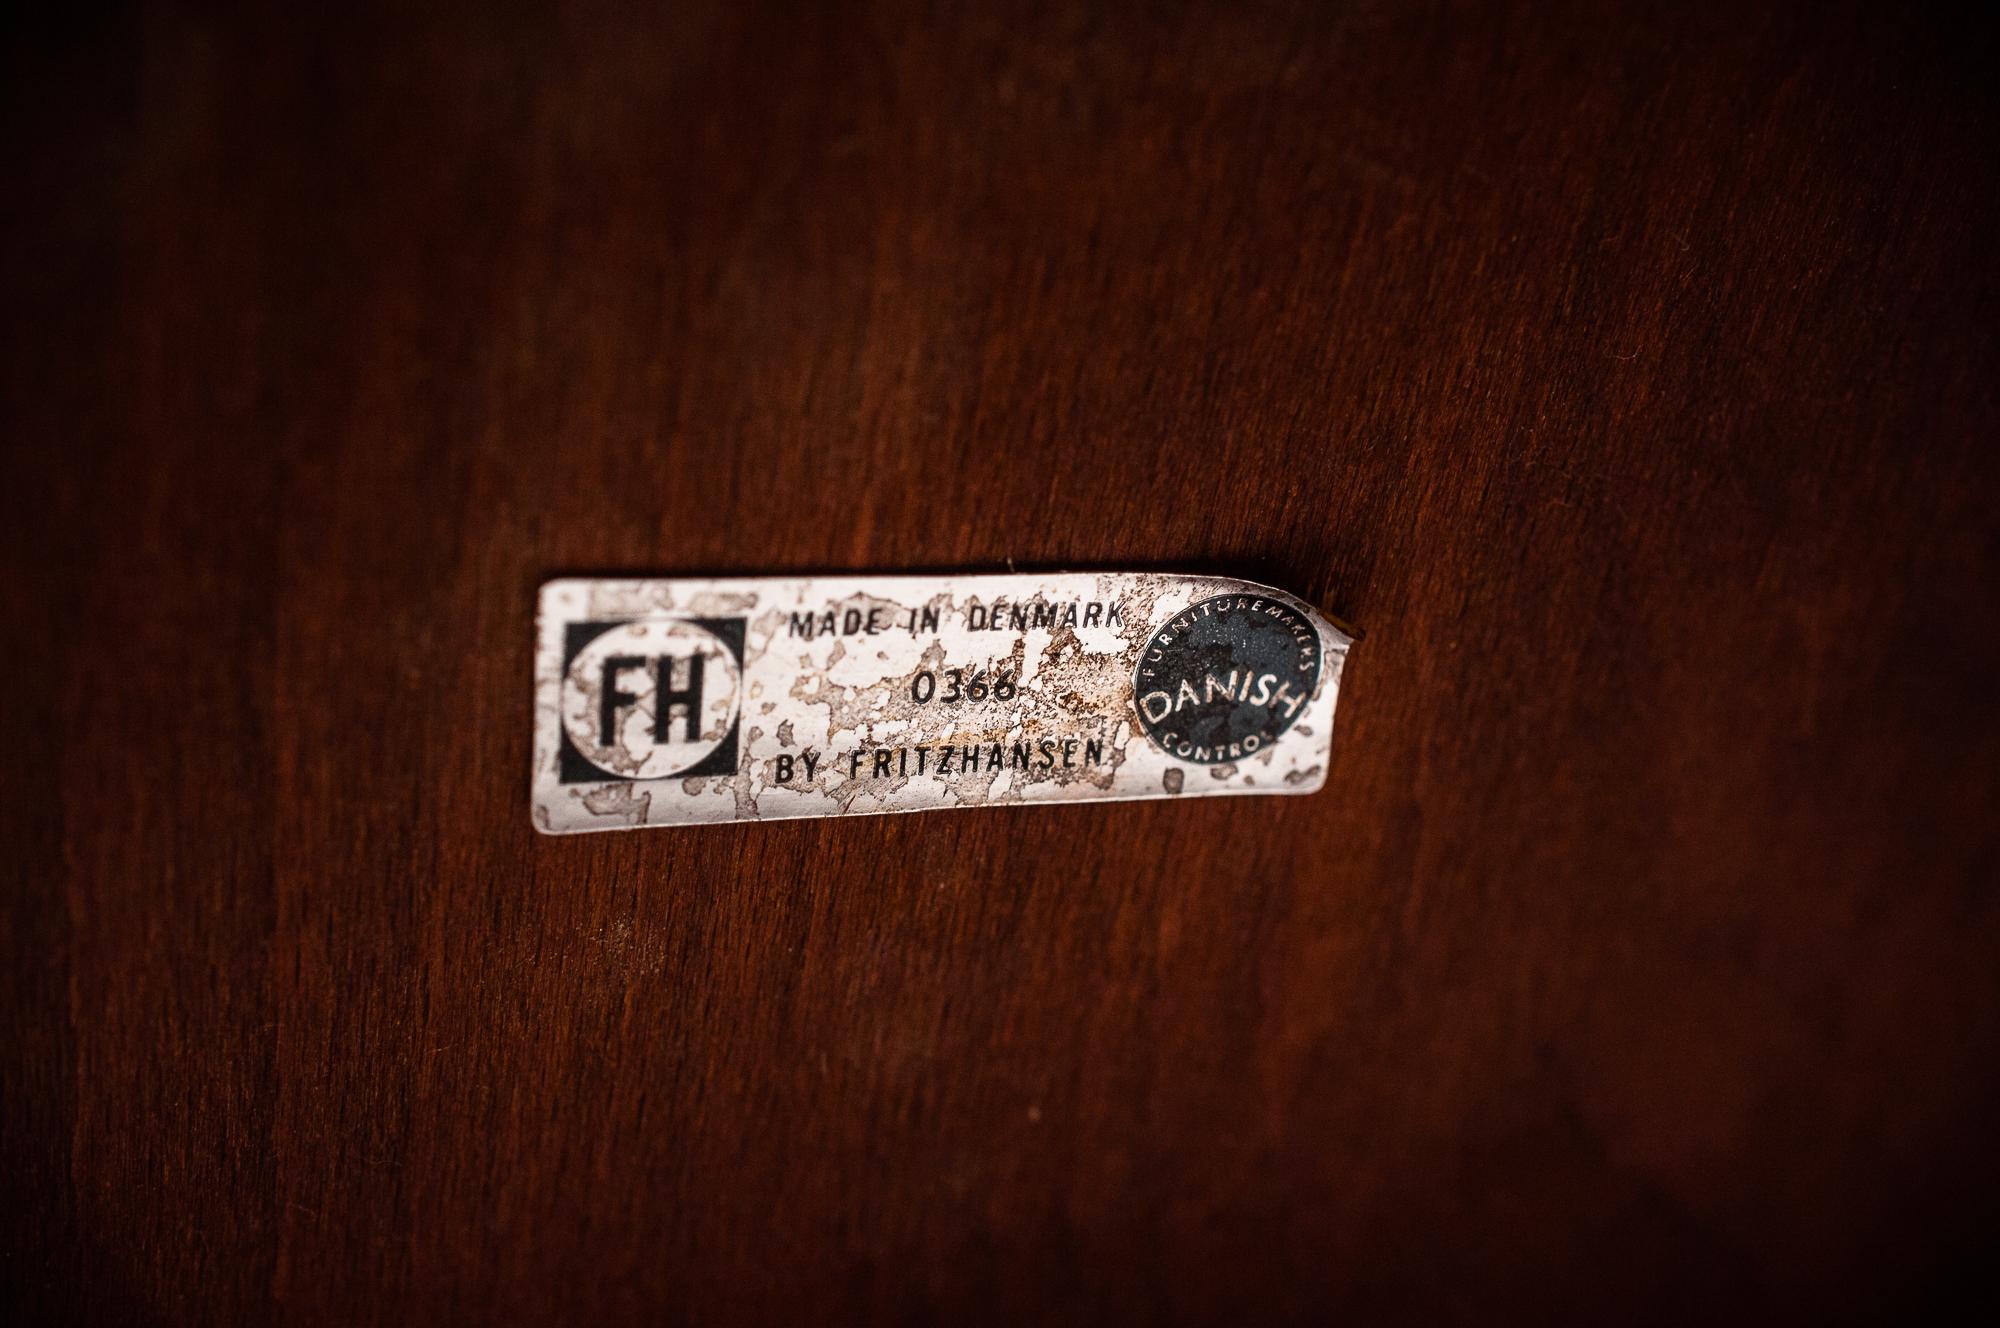 FH
MADE IN DENMARK
0366
BY FRITZHANSEN
FURNITUREMAKERS
DANISH
CONTROL